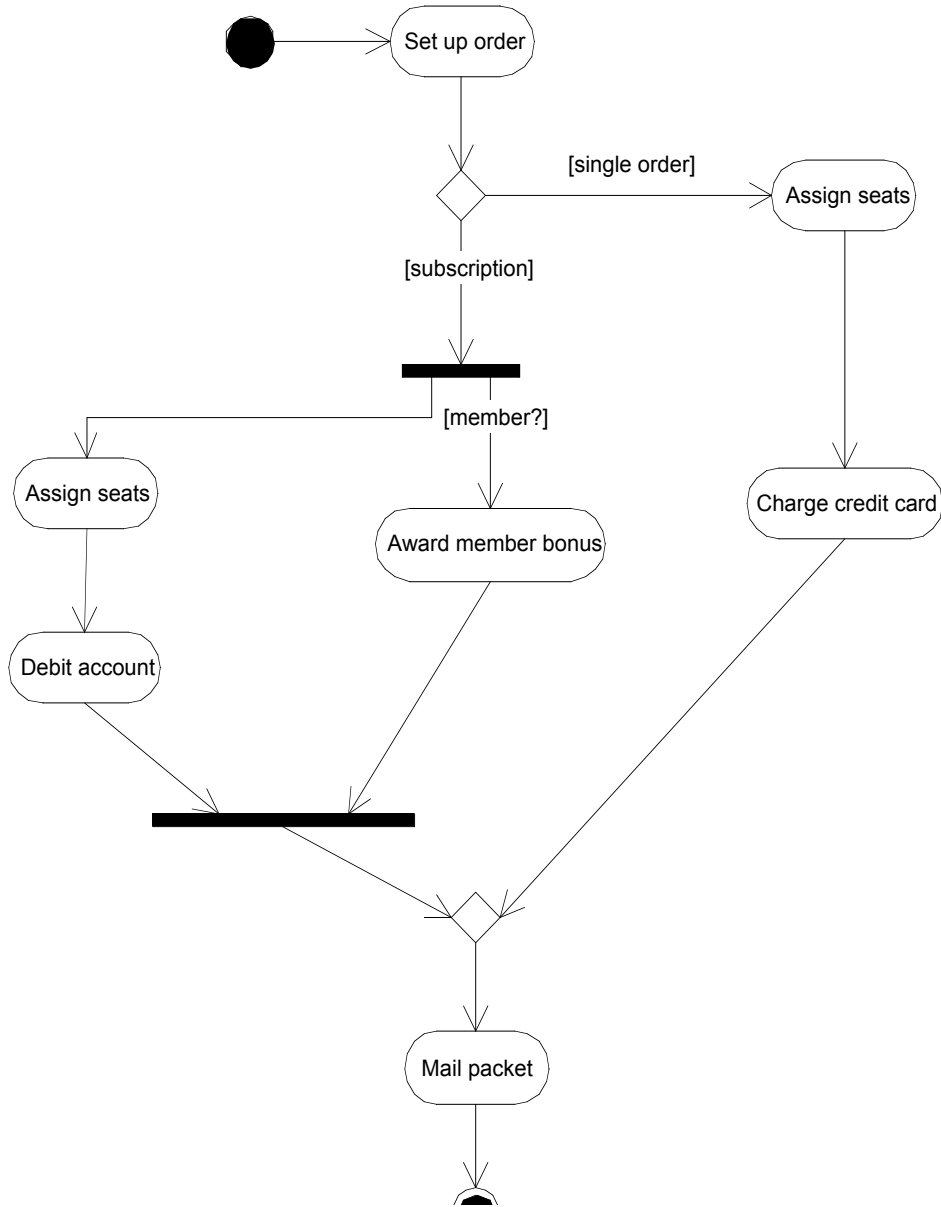 Set up order
[single order]
Assign seats
[subscription]
[member?]
Assign seats
Charge credit card
Award member bonus
Debit account
Mail packet